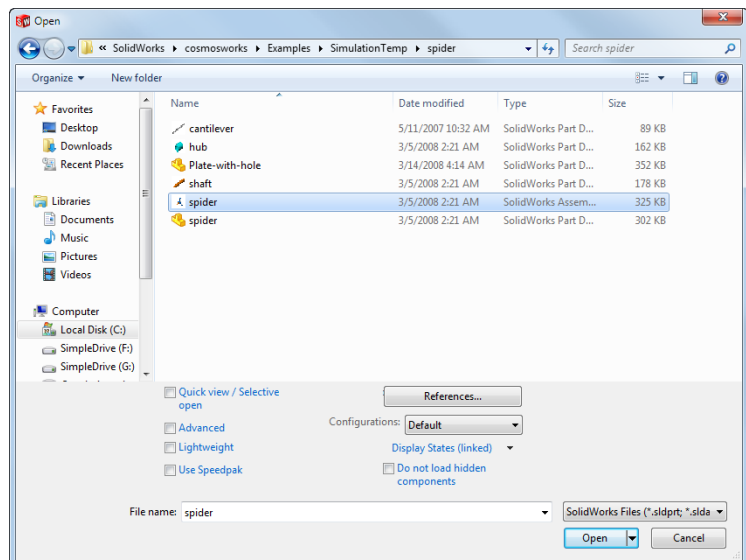 Open
« SolidWorks ▸ cosmosworks ▸ Examples ▸ SimulationTemp ▸ spider
Search spider
Organize New folder
Name Date modified Type Size
Favorites
Desktop
Downloads
Recent Places
Libraries
Documents
Music
Pictures
Videos
Computer
Local Disk (C:)
SimpleDrive (F:)
SimpleDrive (G:)
cantilever 5/11/2007 10:32 AM SolidWorks Part D... 89 KB
hub 3/5/2008 2:21 AM SolidWorks Part D... 162 KB
Plate-with-hole 3/14/2008 4:14 AM SolidWorks Part D... 352 KB
shaft 3/5/2008 2:21 AM SolidWorks Part D... 178 KB
spider 3/5/2008 2:21 AM SolidWorks Assem... 325 KB
spider 3/5/2008 2:21 AM SolidWorks Part D... 302 KB
Quick view / Selective
open
Advanced
Lightweight
Use Speedpak
References...
Configurations: Default
Display States (linked)
Do not load hidden
components
File name: spider
SolidWorks Files (*.sldprt; *.slda
Open Cancel